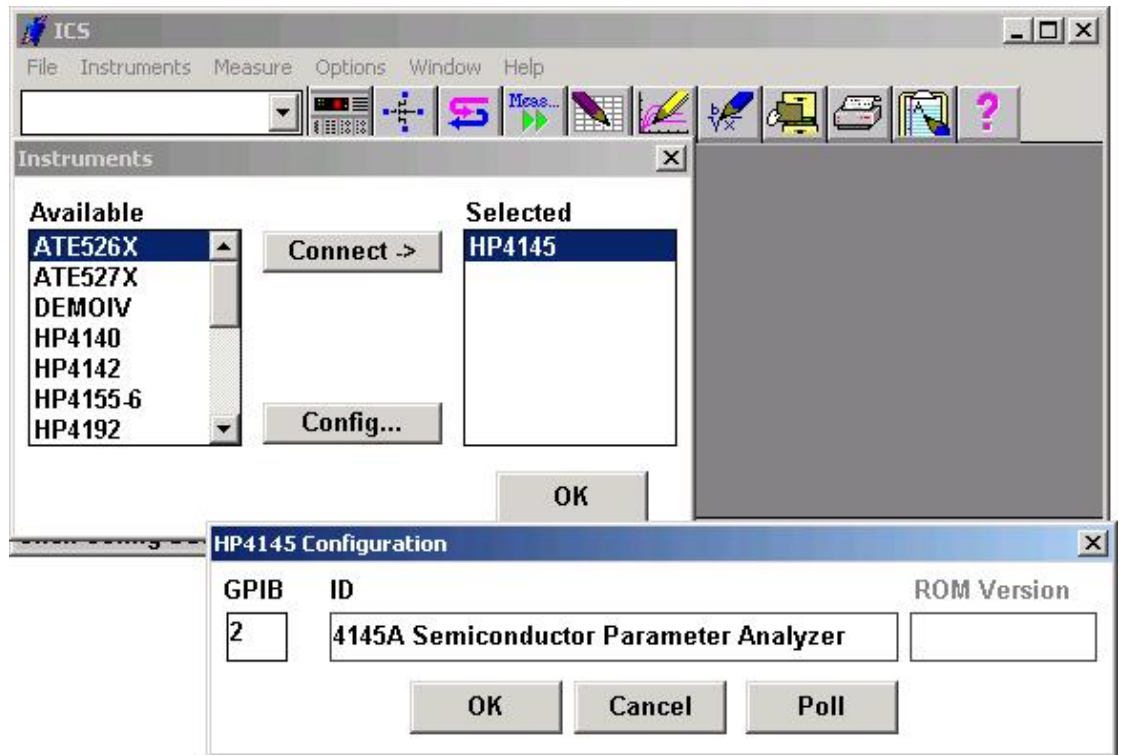 ICS
File Instruments Measure Options Window Help
Meas...
Instruments
Available
Selected
ATE526X
Connect ->
HP4145
ATE527X
DEMOIV
HP4140
HP4142
HP4155-6
HP4192
Config...
OK
HP4145 Configuration
GPIB ID ROM Version
2 4145A Semiconductor Parameter Analyzer
OK Cancel Poll